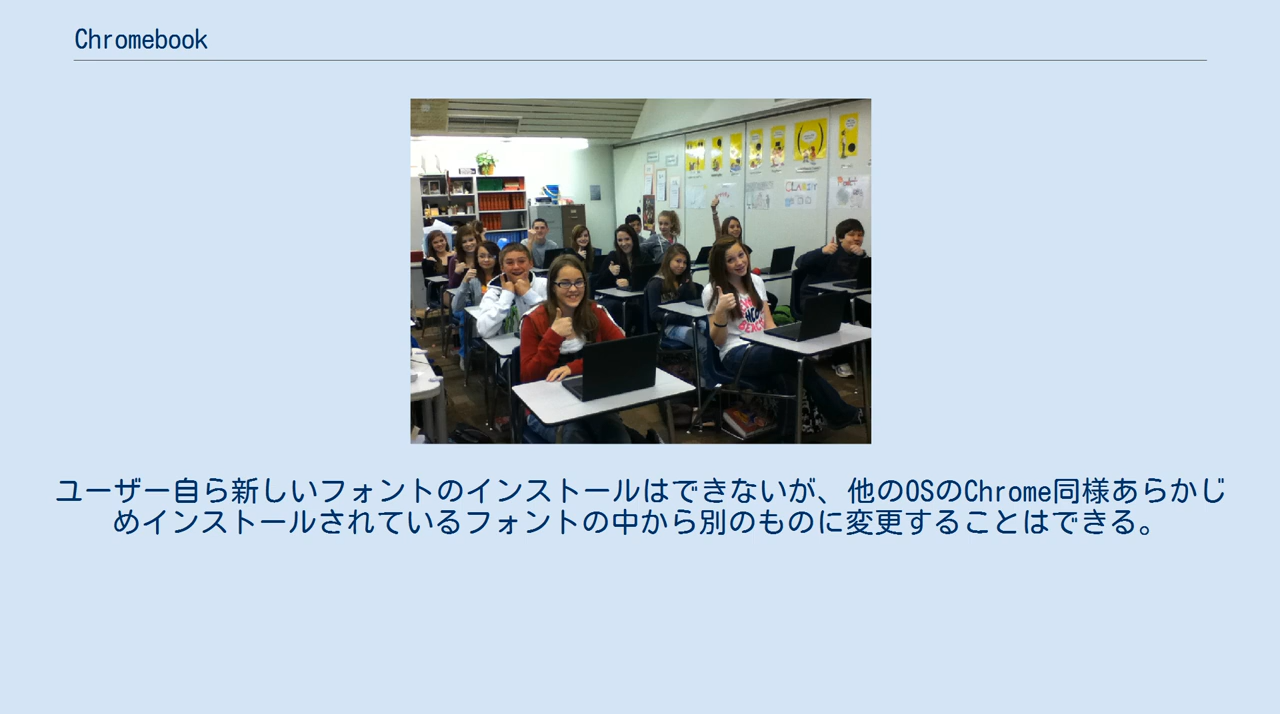 Chromebook
CLARITY
ユーザー自ら新しいフォントのインストールはできないが、他のOSのChrome同様あらかじ
めインストールされているフォントの中から別のものに変更することはできる。